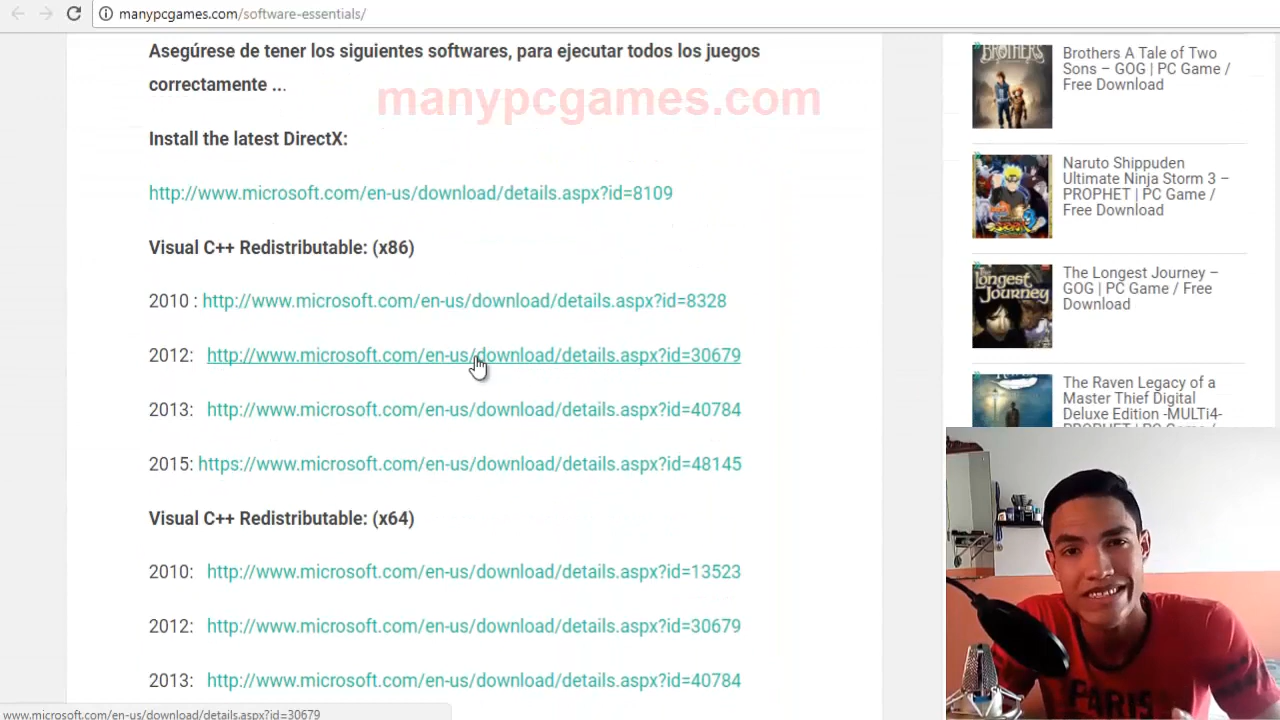 manypcgames.com/software-essentials/
Asegúrese de tener los siguientes softwares, para ejecutar todos los juegos
correctamente ...
manypcgames.com
Install the latest DirectX:
http://www.microsoft.com/en-us/download/details.aspx?id=8109
Visual C++ Redistributable: (x86)
2010 : http://www.microsoft.com/en-us/download/details.aspx?id=8328
2012: http://www.microsoft.com/en-us/download/details.aspx?id=30679
2013: http://www.microsoft.com/en-us/download/details.aspx?id=40784
2015: https://www.microsoft.com/en-us/download/details.aspx?id=48145
Visual C++ Redistributable: (x64)
2010: http://www.microsoft.com/en-us/download/details.aspx?id=13523
2012: http://www.microsoft.com/en-us/download/details.aspx?id=30679
2013: http://www.microsoft.com/en-us/download/details.aspx?id=40784
www.microsoft.com/en-us/download/details.aspx?id=30679
BROTHERS
Brothers A Tale of Two
Sons – GOG | PC Game /
Free Download
Naruto Shippuden
Ultimate Ninja Storm 3 –
PROPHET | PC Game /
Free Download
Longest
Journey
The Longest Journey –
GOG | PC Game / Free
Download
The Raven Legacy of a
Master Thief Digital
Deluxe Edition -MULTi4-
PROPHET | PC Game /
PARIS